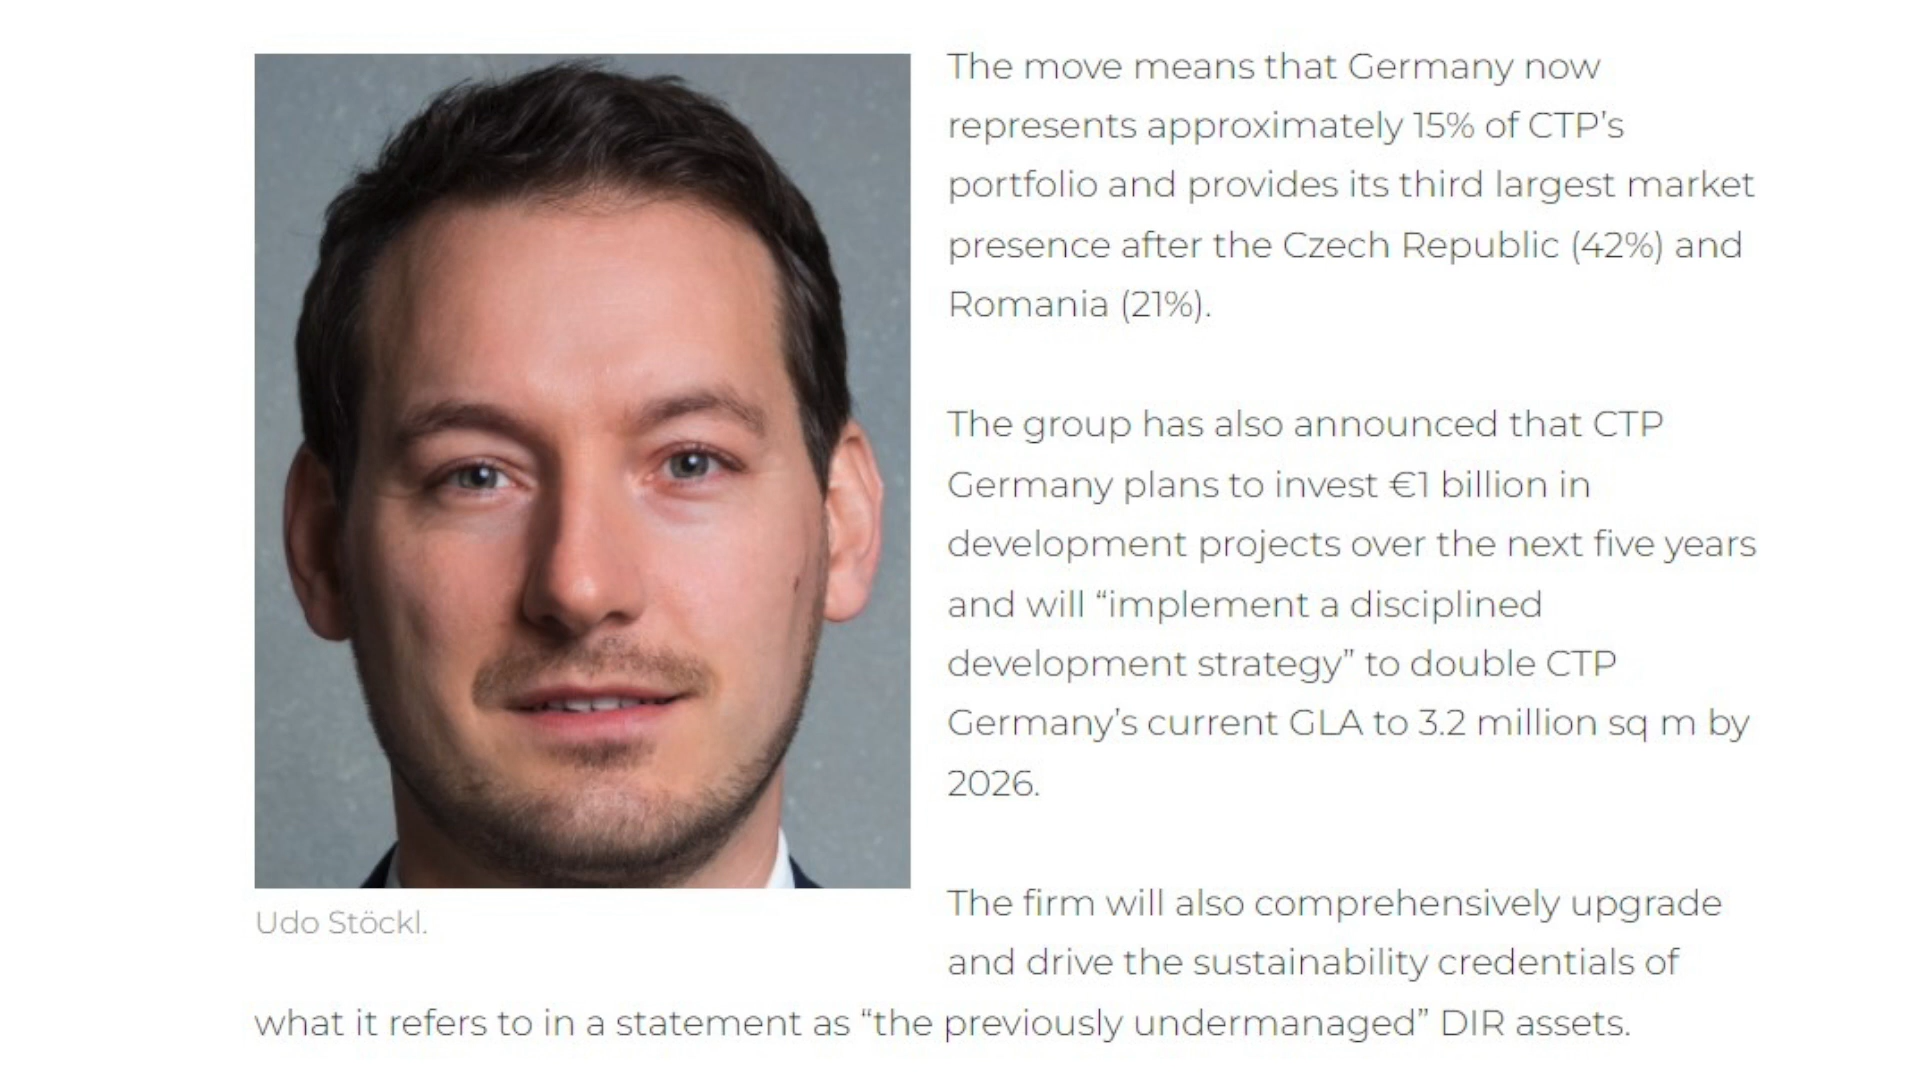 The move means that Germany now
represents approximately 15% of CTP’s
portfolio and provides its third largest market
presence after the Czech Republic (42%) and
Romania (21%).
The group has also announced that CTP
Germany plans to invest €1 billion in
development projects over the next five years
and will “implement a disciplined
development strategy” to double CTP
Germany’s current GLA to 3.2 million sq m by
2026.
Udo Stöckl.
The firm will also comprehensively upgrade
and drive the sustainability credentials of
what it refers to in a statement as “the previously undermanaged” DIR assets.